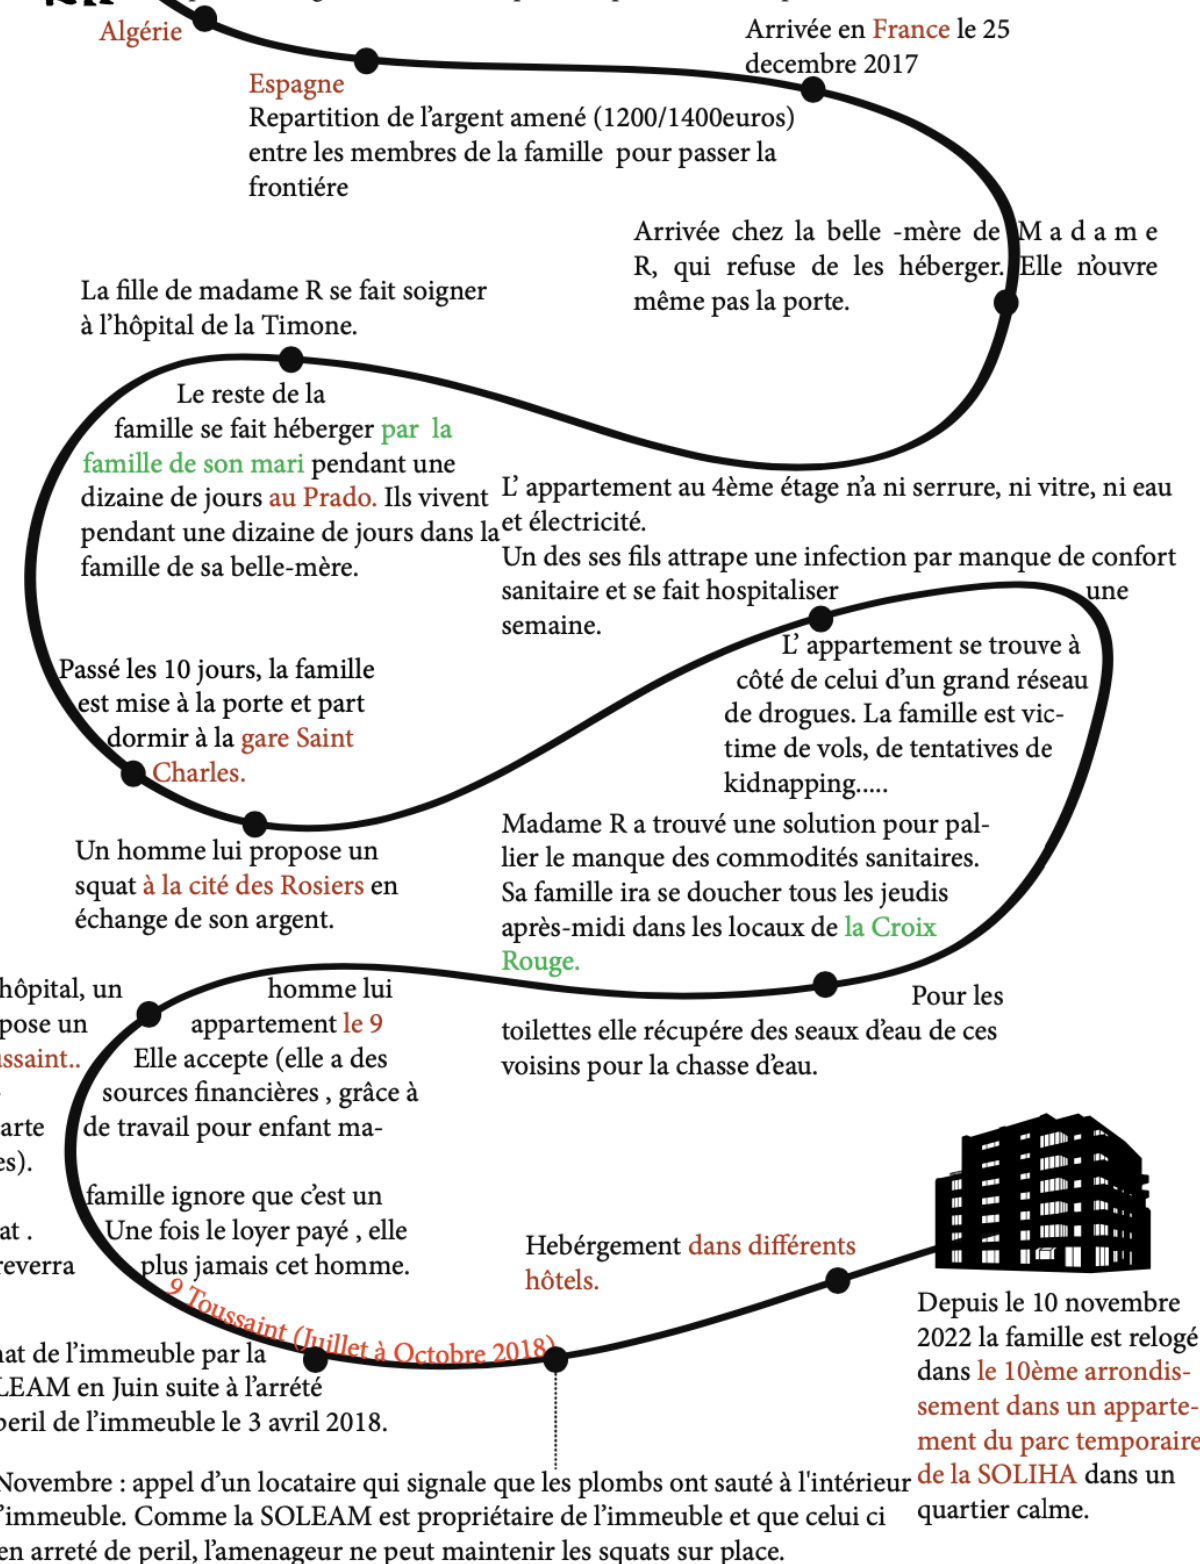 Algérie
Arrivée en France le 25
decembre 2017
Espagne
Repartition de l'argent amené (1200/1400euros)
entre les membres de la famille pour passer la
frontiére
Arrivée chez la belle -mère de Madame
R, qui refuse de les héberger. Elle n'ouvre
même pas la porte.
La fille de madame R se fait soigner
à l'hôpital de la Timone.
Le reste de la
famille se fait héberger par la
famille de son mari pendant une
dizaine de jours au Prado. Ils vivent
pendant une dizaine de jours dans la
famille de sa belle-mère.
L' appartement au 4ème étage n'a ni serrure, ni vitre, ni eau
et électricité.
Un des ses fils attrape une infection par manque de confort
sanitaire et se fait hospitaliser une
semaine.
L' appartement se trouve à
côté de celui d'un grand réseau
de drogues. La famille est vic-
time de vols, de tentatives de
kidnapping.....
Passé les 10 jours, la famille
est mise à la porte et part
dormir à la gare Saint
Charles.
Un homme lui propose un
squat à la cité des Rosiers en
échange de son argent.
Madame R a trouvé une solution pour pal-
lier le manque des commodités sanitaires.
Sa famille ira se doucher tous les jeudis
après-midi dans les locaux de la Croix
Rouge.
Pour les
toilettes elle récupére des seaux d'eau de ces
voisins pour la chasse d'eau.
hôpital, un homme lui
pose un appartement le 9
ussaint.. Elle accepte (elle a des
sources financières , grâce à
arte de travail pour enfant ma-
es).
famille ignore que c'est un
at . Une fois le loyer payé , elle
reverra plus jamais cet homme.
9 Toussaint (Juillet à Octobre 2018)
Hebérgement dans différents
hôtels.
hat de l'immeuble par la
LEAM en Juin suite à l'arrété
peril de l'immeuble le 3 avril 2018.
Depuis le 10 novembre
2022 la famille est relogé
dans le 10ème arrondis-
sement dans un apparte-
ment du parc temporaire
de la SOLIHA dans un
quartier calme.
Novembre : appel d'un locataire qui signale que les plombs ont sauté à l'intérieur
'immeuble. Comme la SOLEAM est propriétaire de l'immeuble et que celui ci
en arreté de peril, l'amenageur ne peut maintenir les squats sur place.